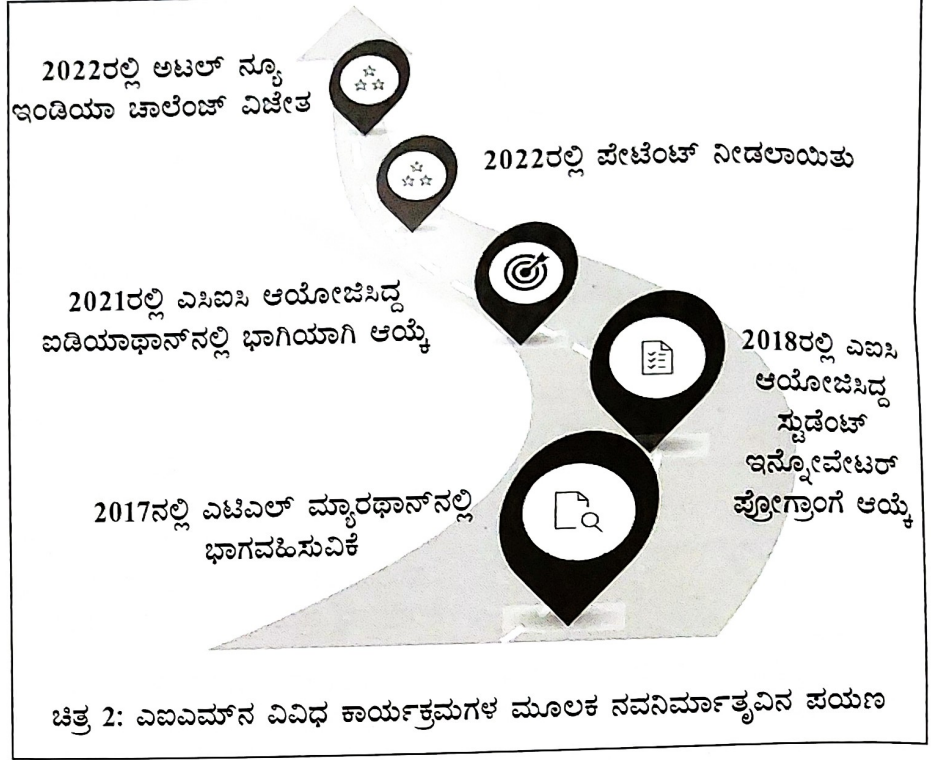 2022ರಲ್ಲಿ ಅಟಲ್ ನ್ಯೂ
ಇಂಡಿಯಾ ಚಾಲೆಂಜ್ ವಿಜೇತ
2022ರಲ್ಲಿ ಪೇಟೆಂಟ್ ನೀಡಲಾಯಿತು
2021ರಲ್ಲಿ ಎಸಿಐಸಿ ಆಯೋಜಿಸಿದ್ದ
ಐಡಿಯಾಥಾನ್‌ನಲ್ಲಿ ಭಾಗಿಯಾಗಿ ಆಯ್ಕೆ
2018ರಲ್ಲಿ ಎಐಸಿ
ಆಯೋಜಿಸಿದ್ದ
ಸ್ಟುಡೆಂಟ್
ಇನ್ನೋವೇಟರ್
ಪ್ರೋಗ್ರಾಂಗೆ ಆಯ್ಕೆ
2017ನಲ್ಲಿ ಎಟಿಎಲ್ ಮ್ಯಾರಥಾನ್‌ನಲ್ಲಿ
ಭಾಗವಹಿಸುವಿಕೆ
ಚಿತ್ರ 2: ಎಐಎಮ್‌ನ ವಿವಿಧ ಕಾರ್ಯಕ್ರಮಗಳ ಮೂಲಕ ನವನಿರ್ಮಾತೃವಿನ ಪಯಣ